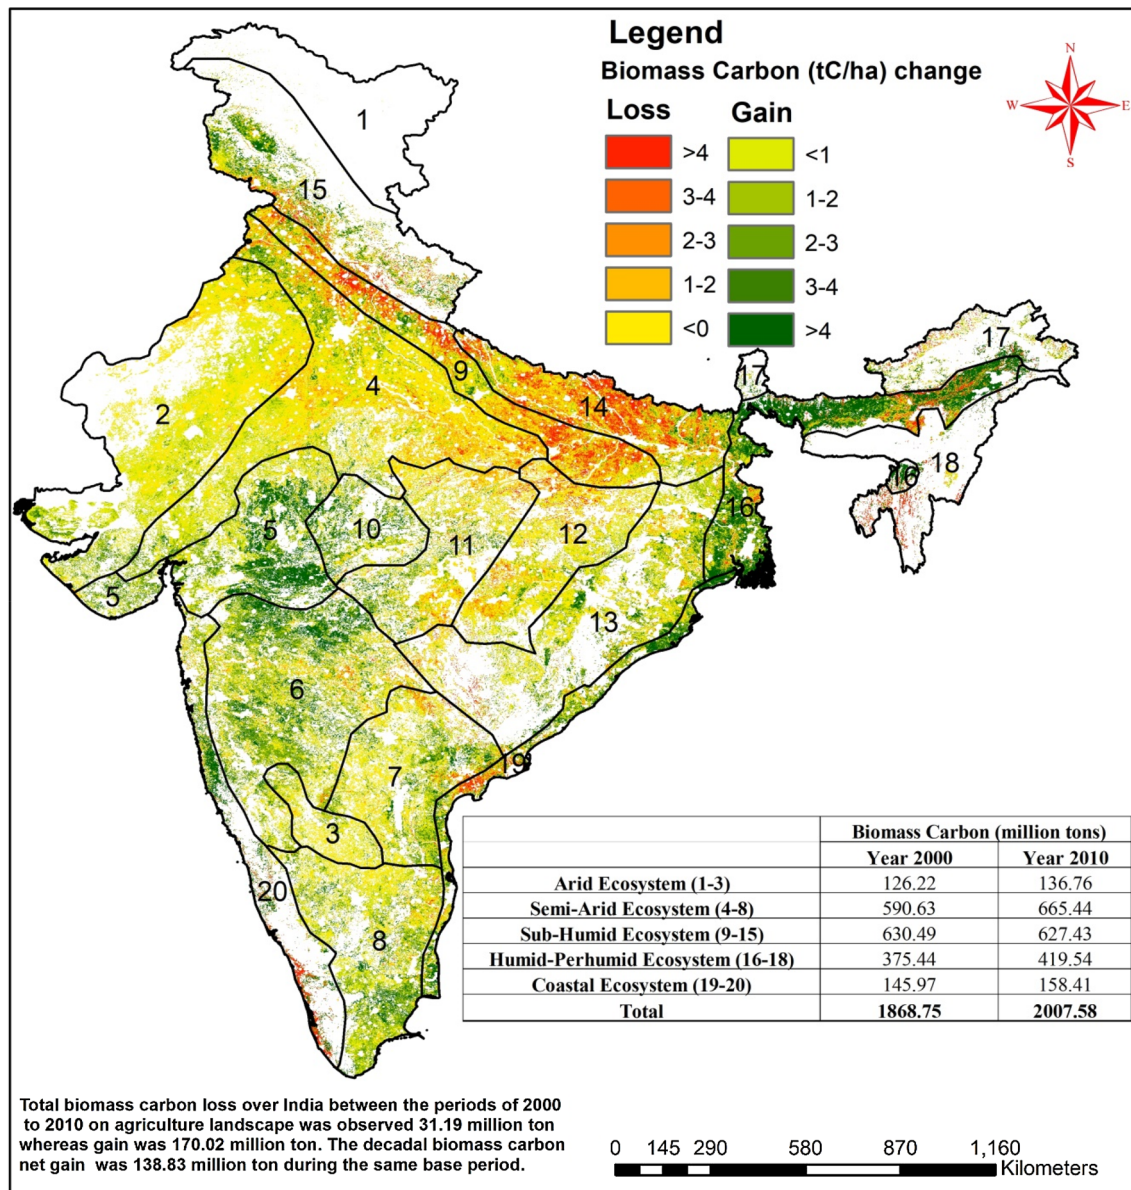 Legend
Biomass Carbon (tC/ha) change
Loss Gain
>4 <1
3-4 1-2
2-3 2-3
1-2 3-4
<0 >4
N
W E
S
1
15
17
17
9
4
14
2
18
16
16
5
10
11
12
5
13
6
19
7
3
20
8
Biomass Carbon (million tons)
Year 2000 Year 2010
Arid Ecosystem (1-3) 126.22 136.76
Semi-Arid Ecosystem (4-8) 590.63 665.44
Sub-Humid Ecosystem (9-15) 630.49 627.43
Humid-Perhumid Ecosystem (16-18) 375.44 419.54
Coastal Ecosystem (19-20) 145.97 158.41
Total 1868.75 2007.58
Total biomass carbon loss over India between the periods of 2000
to 2010 on agriculture landscape was observed 31.19 million ton
whereas gain was 170.02 million ton. The decadal biomass carbon
net gain was 138.83 million ton during the same base period.
0 145 290 580 870 1,160
Kilometers